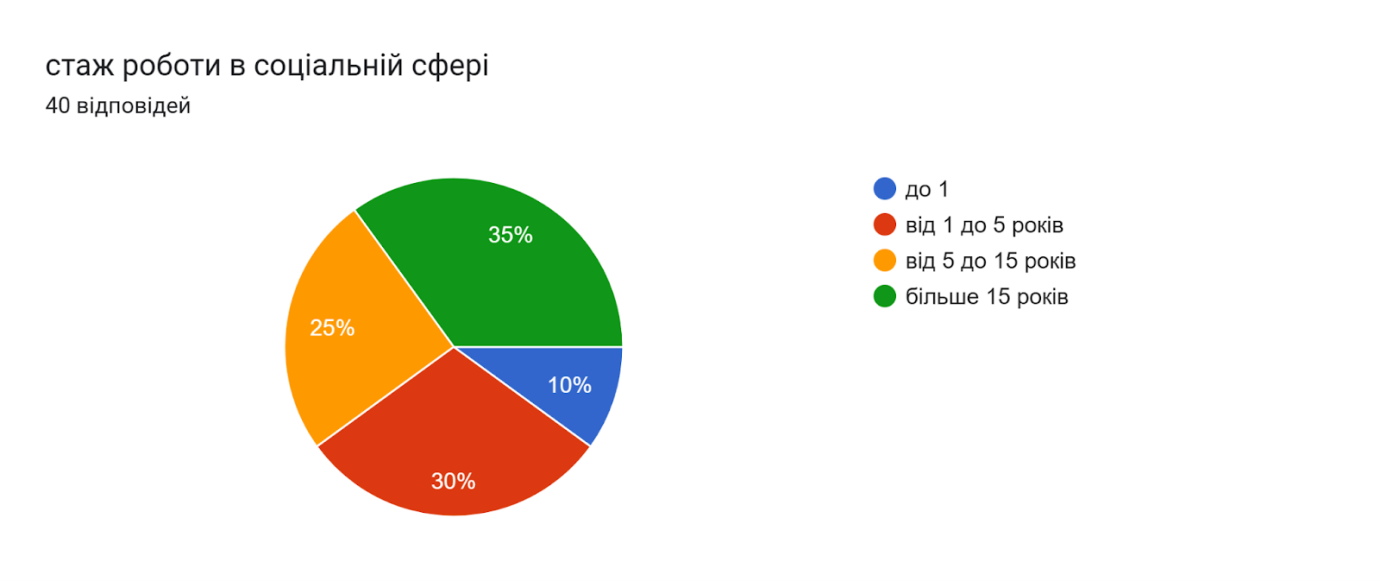 стаж роботи в соціальній сфері
40 відповідей
35%
25%
10%
30%
до 1
від 1 до 5 років
від 5 до 15 років
більше 15 років